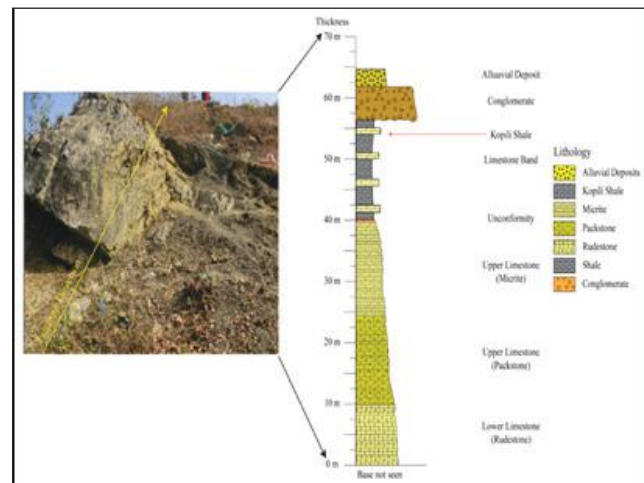 Thickness
70 m
60 m
50 m
40 m
30 m
20 m
10 m
0 m
Base not seen
Alluavial Deposit
Conglomerate
Kopili Shale
Limestone Band
Unconformity
Upper Limestone
(Micrite)
Upper Limestone
(Packstone)
Lower Limestone
(Rudestone)
Lithology
Alluvial Deposits
Kopili Shale
Micrite
Packstone
Rudestone
Shale
Conglomerate